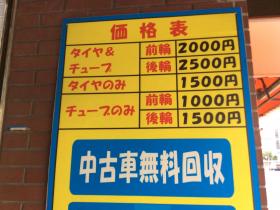 価格表
タイヤ& 前輪 2000円
チューブ 後輪 2500円
タイヤのみ 1500円
チューブのみ 前輪 1000円
後輪 1500円
中古車無料回収